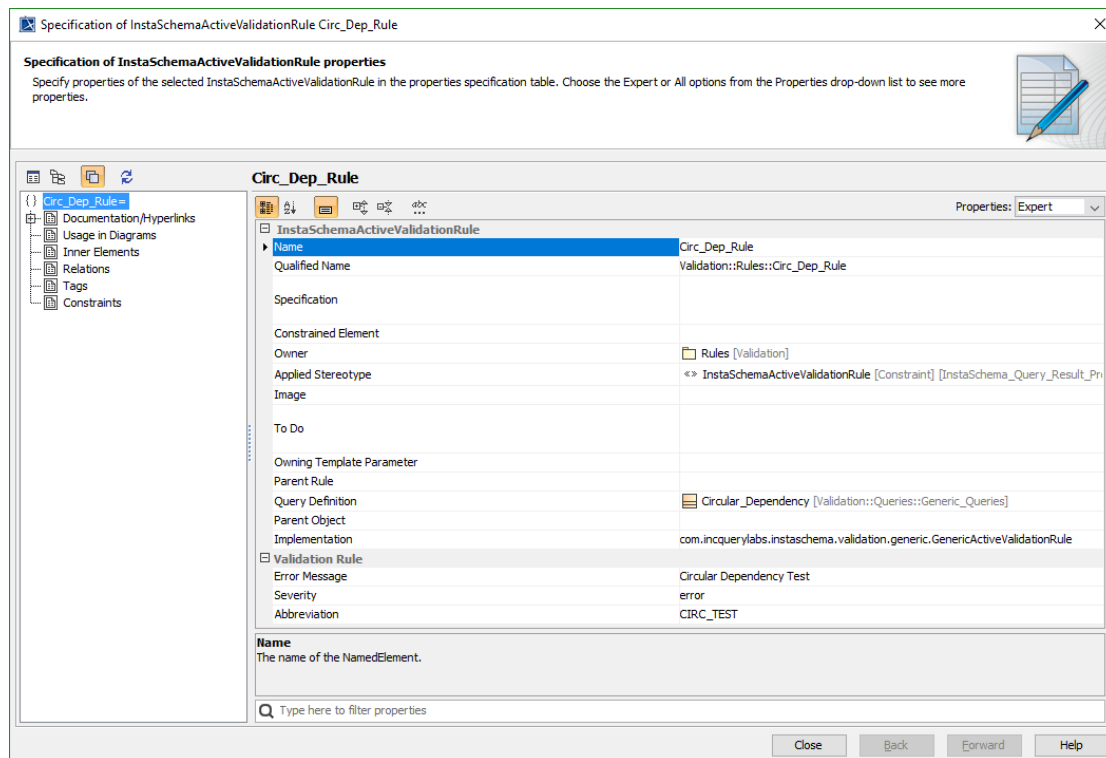 Specification of InstaSchemaActiveValidationRule Circ_Dep_Rule
Specification of InstaSchemaActiveValidationRule properties
Specify properties of the selected InstaSchemaActiveValidationRule in the properties specification table. Choose the Expert or All options from the Properties drop-down list to see more
properties.
Circ_Dep_Rule
{ } Circ_Dep_Rule=
Documentation/Hyperlinks
Usage in Diagrams
Inner Elements
Relations
Tags
Constraints
Properties: Expert
InstaSchemaActiveValidationRule
Name Circ_Dep_Rule
Qualified Name Validation::Rules::Circ_Dep_Rule
Specification
Constrained Element
Owner Rules [Validation]
Applied Stereotype «» InstaSchemaActiveValidationRule [Constraint] [InstaSchema_Query_Result_Pr
Image
To Do
Owning Template Parameter
Parent Rule
Query Definition Circular_Dependency [Validation::Queries::Generic_Queries]
Parent Object
Implementation com.incquerylabs.instaschema.validation.generic.GenericActiveValidationRule
Validation Rule
Error Message Circular Dependency Test
Severity error
Abbreviation CIRC_TEST
Name
The name of the NamedElement.
Type here to filter properties
Close Back Forward Help